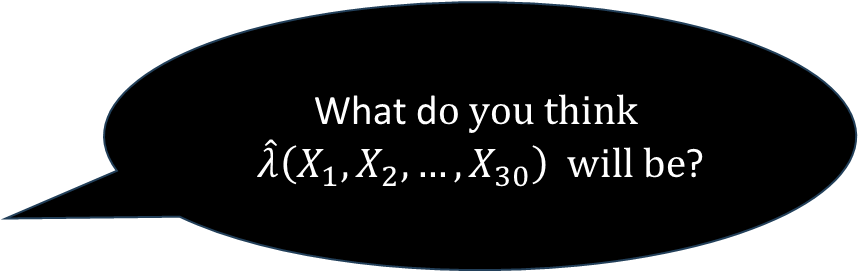 What do you think
λ̂(X₁, X₂, … , X₃₀) will be?